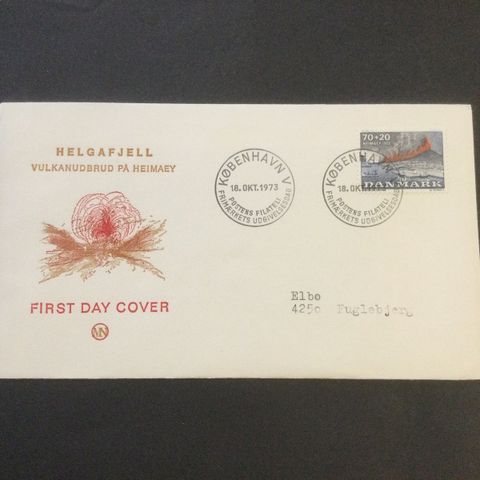 HELGAFJELL
VULKANUDBRUD PÅ HEIMAEY
FIRST DAY COVER
KØBENHAVN V
18. OKT. 1973
POSTENS FILATELI
FRIMÆRKETS UDGIVELSESDAG
70+20
HEIMAEY 1973
DANMARK
KØBENHAVN V
18. OKT.
POSTENS FILATELI
FRIMÆRKETS UDGIVELSESDAG
Elbo
4250 Fuglebjerg